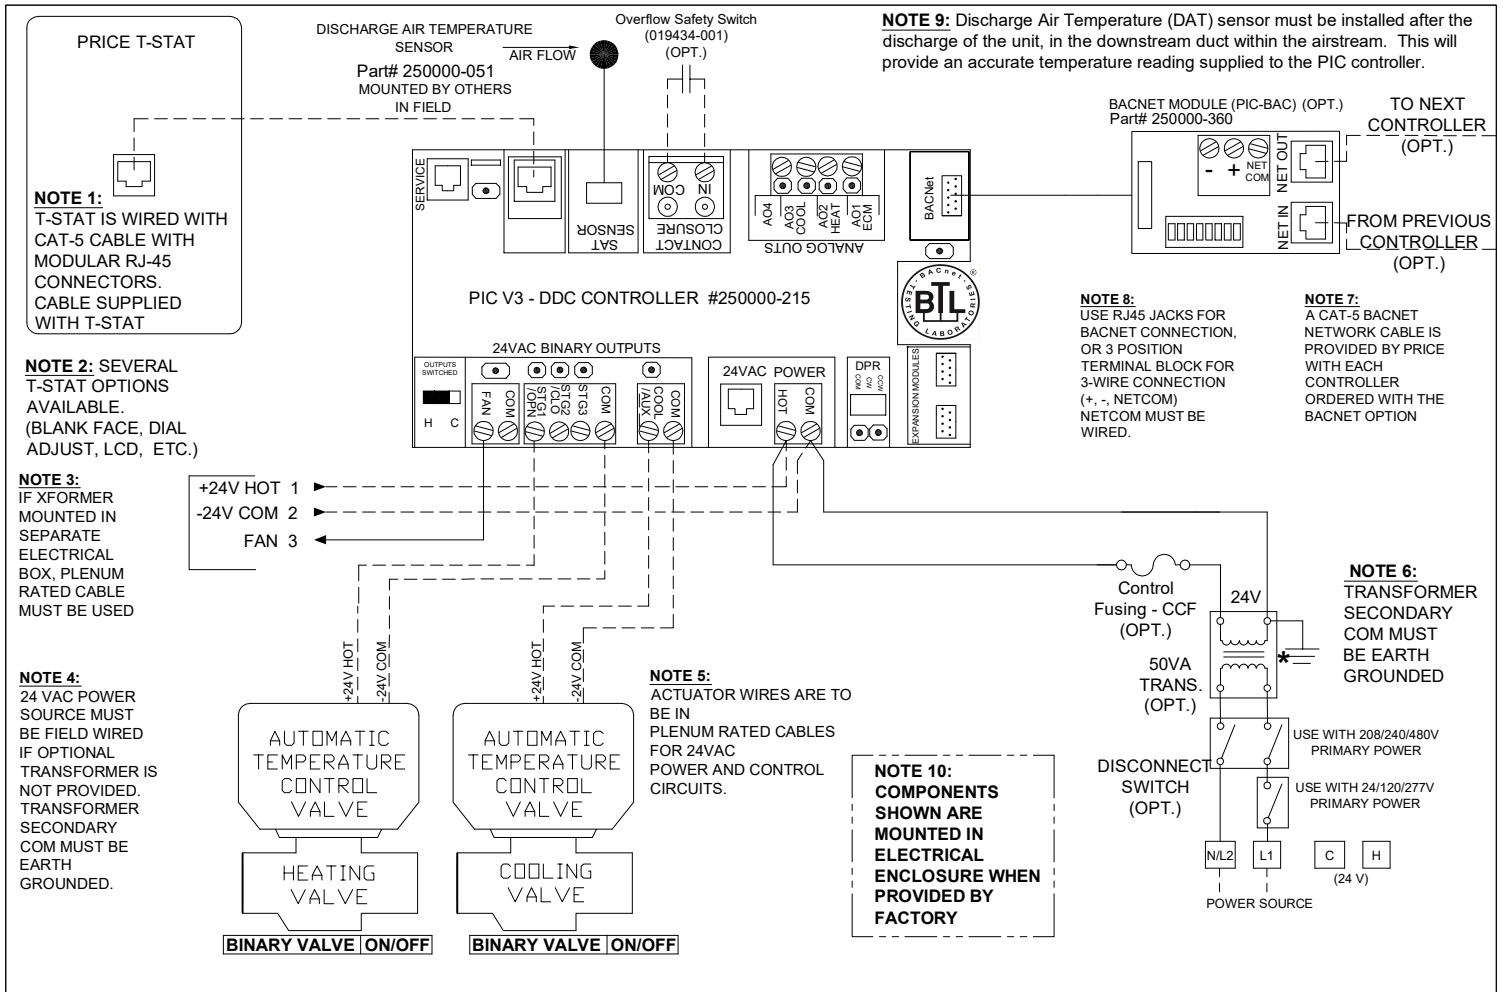 PRICE T-STAT
NOTE 1:
T-STAT IS WIRED WITH
CAT-5 CABLE WITH
MODULAR RJ-45
CONNECTORS.
CABLE SUPPLIED
WITH T-STAT
DISCHARGE AIR TEMPERATURE
SENSOR
Part# 250000-051
MOUNTED BY OTHERS
IN FIELD
AIR FLOW
Overflow Safety Switch
(019434-001)
(OPT.)
NOTE 9: Discharge Air Temperature (DAT) sensor must be installed after the
discharge of the unit, in the downstream duct within the airstream. This will
provide an accurate temperature reading supplied to the PIC controller.
BACNET MODULE (PIC-BAC) (OPT.)
Part# 250000-360
TO NEXT
CONTROLLER
(OPT.)
- + NET
COM
NET OUT
NET IN
FROM PREVIOUS
CONTROLLER
(OPT.)
SERVICE
SAT
SENSOR
COM IN
CONTACT
CLOSURE
AO4
AO3
COOL
AO2
HEAT
AO1
ECM
ANALOG OUTS
BACNet
PIC V3 - DDC CONTROLLER #250000-215
BACnet
®
BTL
TESTING LABORATORIES
NOTE 8:
USE RJ45 JACKS FOR
BACNET CONNECTION,
OR 3 POSITION
TERMINAL BLOCK FOR
3-WIRE CONNECTION
(+, -, NETCOM)
NETCOM MUST BE
WIRED.
NOTE 7:
A CAT-5 BACNET
NETWORK CABLE IS
PROVIDED BY PRICE
WITH EACH
CONTROLLER
ORDERED WITH THE
BACNET OPTION
24VAC BINARY OUTPUTS
OUTPUTS
SWITCHED
H C
FAN
COM
STG1
/OPN
STG2
/CLO
STG3
COM
COOL
/AUX
COM
24VAC POWER
HOT
COM
DPR
COM
CW
CCW
EXPANSION MODULES
NOTE 2: SEVERAL
T-STAT OPTIONS
AVAILABLE.
(BLANK FACE, DIAL
ADJUST, LCD, ETC.)
NOTE 3:
IF XFORMER
MOUNTED IN
SEPARATE
ELECTRICAL
BOX, PLENUM
RATED CABLE
MUST BE USED
+24V HOT 1
-24V COM 2
FAN 3
NOTE 4:
24 VAC POWER
SOURCE MUST
BE FIELD WIRED
IF OPTIONAL
TRANSFORMER IS
NOT PROVIDED.
TRANSFORMER
SECONDARY
COM MUST BE
EARTH
GROUNDED.
+24V HOT
-24V COM
AUTOMATIC
TEMPERATURE
CONTROL
VALVE
HEATING
VALVE
BINARY VALVE ON/OFF
+24V HOT
-24V COM
AUTOMATIC
TEMPERATURE
CONTROL
VALVE
COOLING
VALVE
BINARY VALVE ON/OFF
NOTE 5:
ACTUATOR WIRES ARE TO
BE IN
PLENUM RATED CABLES
FOR 24VAC
POWER AND CONTROL
CIRCUITS.
NOTE 10:
COMPONENTS
SHOWN ARE
MOUNTED IN
ELECTRICAL
ENCLOSURE WHEN
PROVIDED BY
FACTORY
Control
Fusing - CCF
(OPT.)
24V
50VA
TRANS.
(OPT.)
*
NOTE 6:
TRANSFORMER
SECONDARY
COM MUST
BE EARTH
GROUNDED
DISCONNECT
SWITCH
(OPT.)
USE WITH 208/240/480V
PRIMARY POWER
USE WITH 24/120/277V
PRIMARY POWER
N/L2 L1 C H
(24 V)
POWER SOURCE